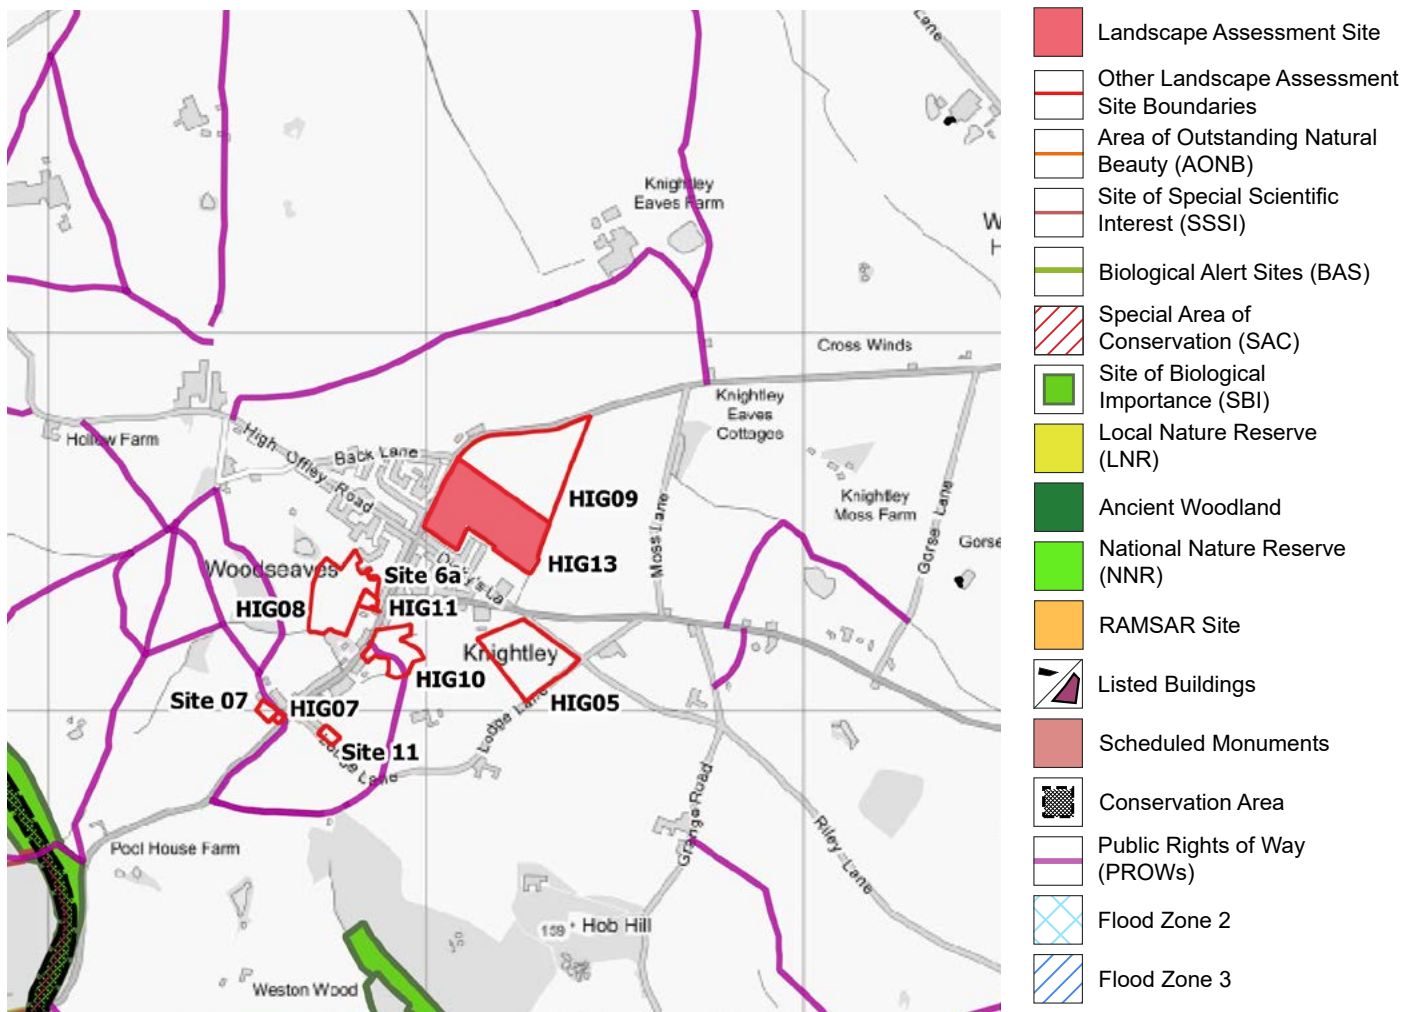 Lane
Knightley
Eaves Farm
W
H
Cross Winds
Knightley
Eaves
Cottages
Hollow Farm
High Offley Road
Back Lane
HIG09
Knightley
Moss Farm
Moss Lane
Gorse Lane
Gorse
HIG13
Woodseaves
Site 6a
HIG08
HIG11
Knightley
HIG10
HIG05
Site 07
HIG07
Site 11
Lodge Lane
Lodge Lane
Grange Road
Riley Lane
Pool House Farm
159 Hob Hill
Weston Wood
Landscape Assessment Site
Other Landscape Assessment
Site Boundaries
Area of Outstanding Natural
Beauty (AONB)
Site of Special Scientific
Interest (SSSI)
Biological Alert Sites (BAS)
Special Area of
Conservation (SAC)
Site of Biological
Importance (SBI)
Local Nature Reserve
(LNR)
Ancient Woodland
National Nature Reserve
(NNR)
RAMSAR Site
Listed Buildings
Scheduled Monuments
Conservation Area
Public Rights of Way
(PROWs)
Flood Zone 2
Flood Zone 3